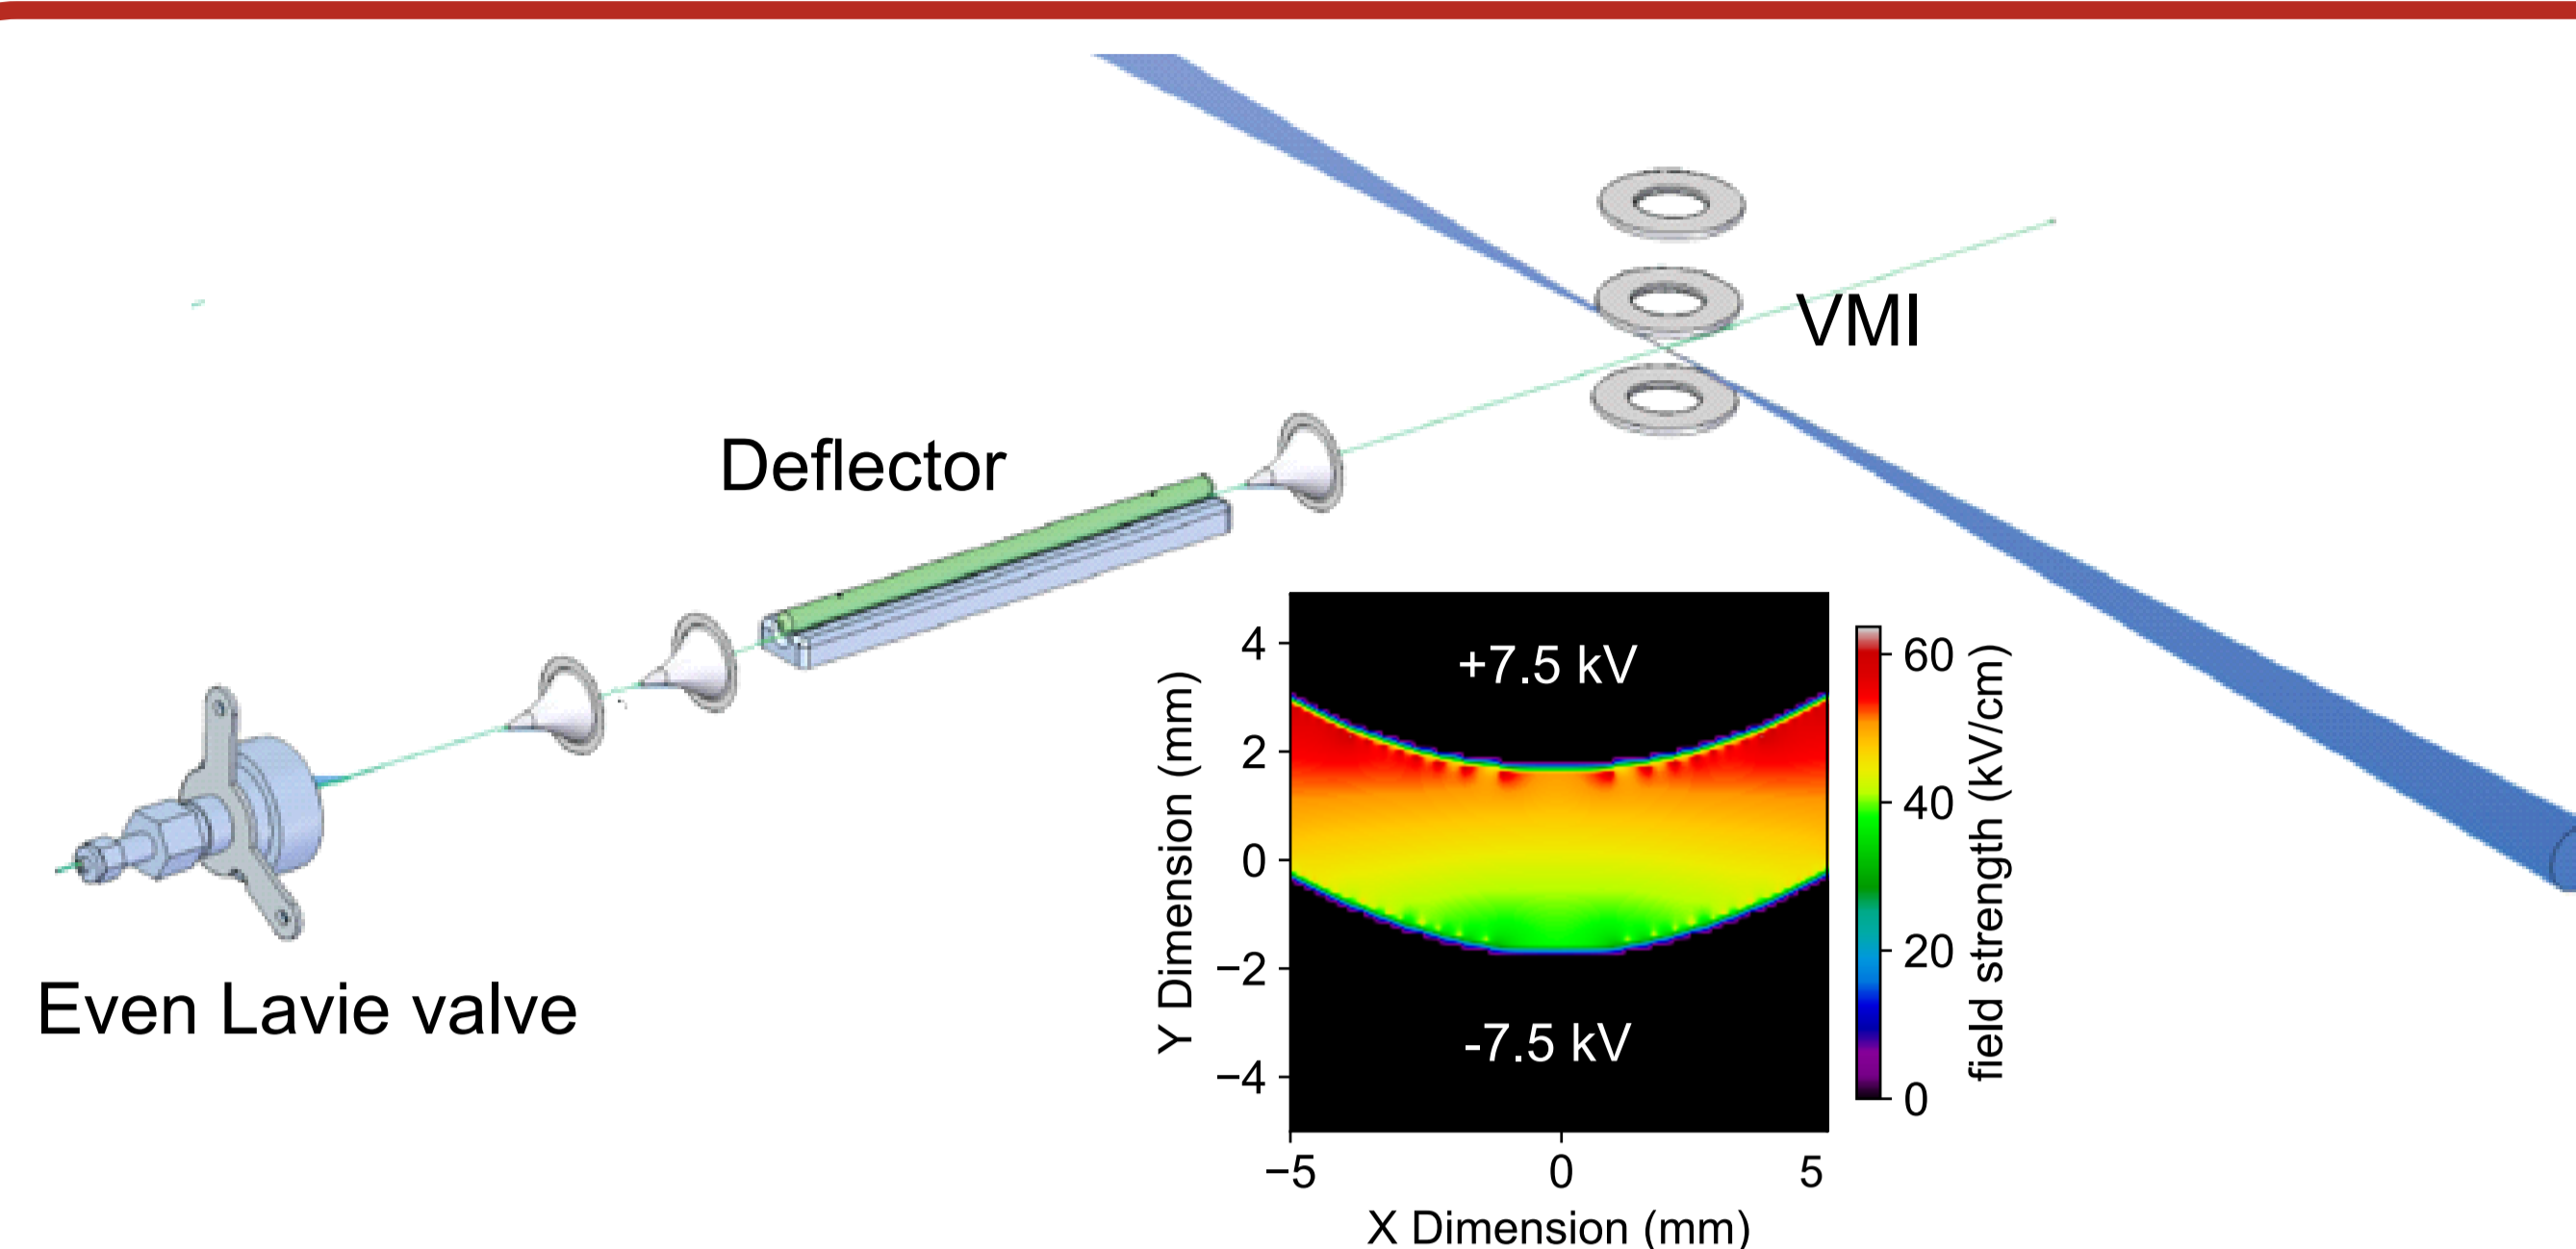 VMI
Deflector
Even Lavie valve
+7.5 kV
-7.5 kV
4
2
0
−2
−4
Y Dimension (mm)
−5
0
5
X Dimension (mm)
60
40
20
0
field strength (kV/cm)